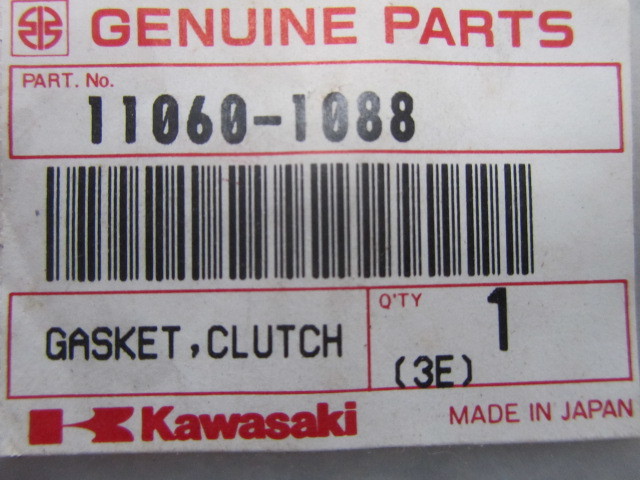 GENUINE PARTS
PART. No.
11060-1088
GASKET,CLUTCH
Q'TY
1
(3E)
Kawasaki
MADE IN JAPAN